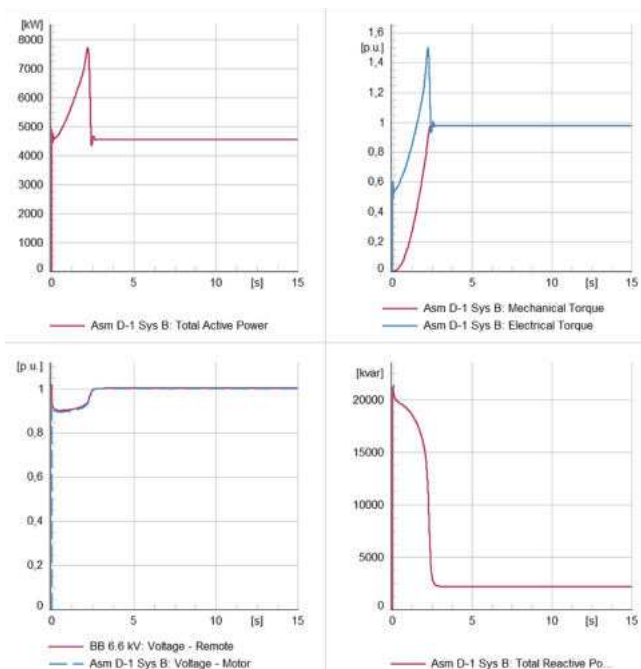 [kW]
8000
7000
6000
5000
4000
3000
2000
1000
0
0 5 10 [s] 15
Asm D-1 Sys B: Total Active Power
1,6
[p.u.]
1,4
1,2
1
0,8
0,6
0,4
0,2
0
0 5 10 [s] 15
Asm D-1 Sys B: Mechanical Torque
Asm D-1 Sys B: Electrical Torque
[p.u.]
1
0,8
0,6
0,4
0,2
0
0 5 10 [s] 15
BB 6.6 kV: Voltage - Remote
Asm D-1 Sys B: Voltage - Motor
[kvar]
20000
15000
10000
5000
0
0 5 10 [s] 15
Asm D-1 Sys B: Total Reactive Po...